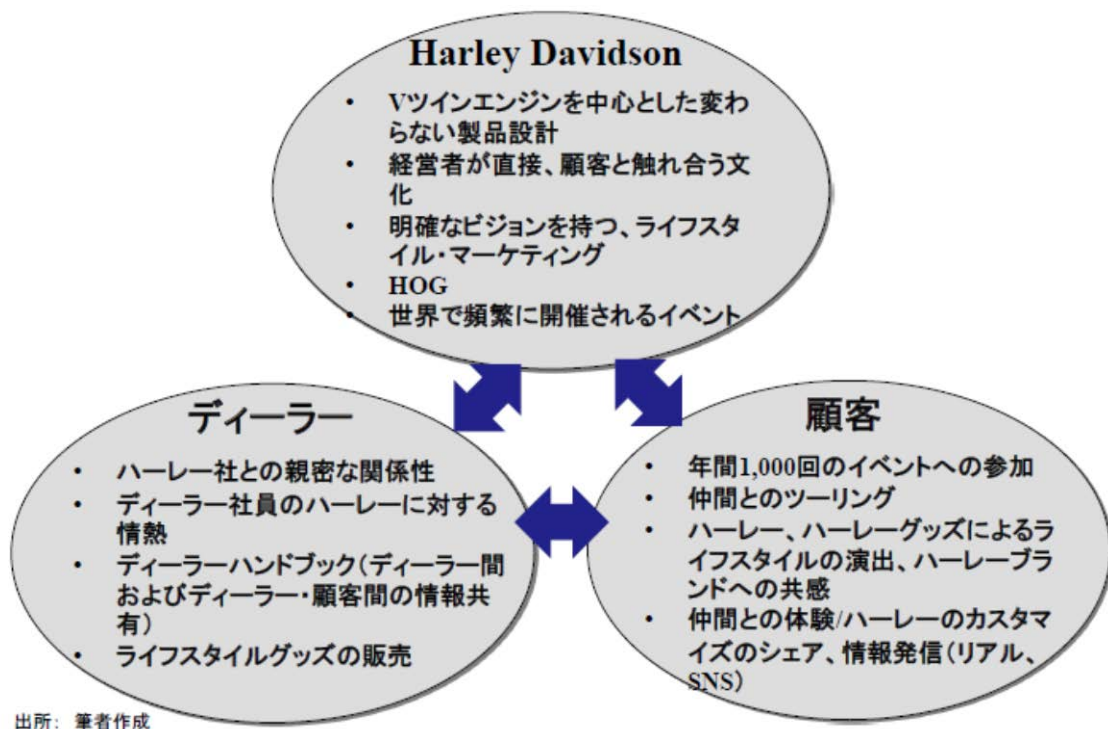 Harley Davidson
• Vツインエンジンを中心とした変わ
らない製品設計
• 経営者が直接、顧客と触れ合う文
化
• 明確なビジョンを持つ、ライフスタ
イル・マーケティング
• HOG
• 世界で頻繁に開催されるイベント
ディーラー
• ハーレー社との親密な関係性
• ディーラー社員のハーレーに対する
情熱
• ディーラーハンドブック(ディーラー間
およびディーラー・顧客間の情報共
有)
• ライフスタイルグッズの販売
顧客
• 年間1,000回のイベントへの参加
• 仲間とのツーリング
• ハーレー、ハーレーグッズによるラ
イフスタイルの演出、ハーレーブラ
ンドへの共感
• 仲間との体験/ハーレーのカスタマ
イズのシェア、情報発信(リアル、
SNS)
出所: 筆者作成